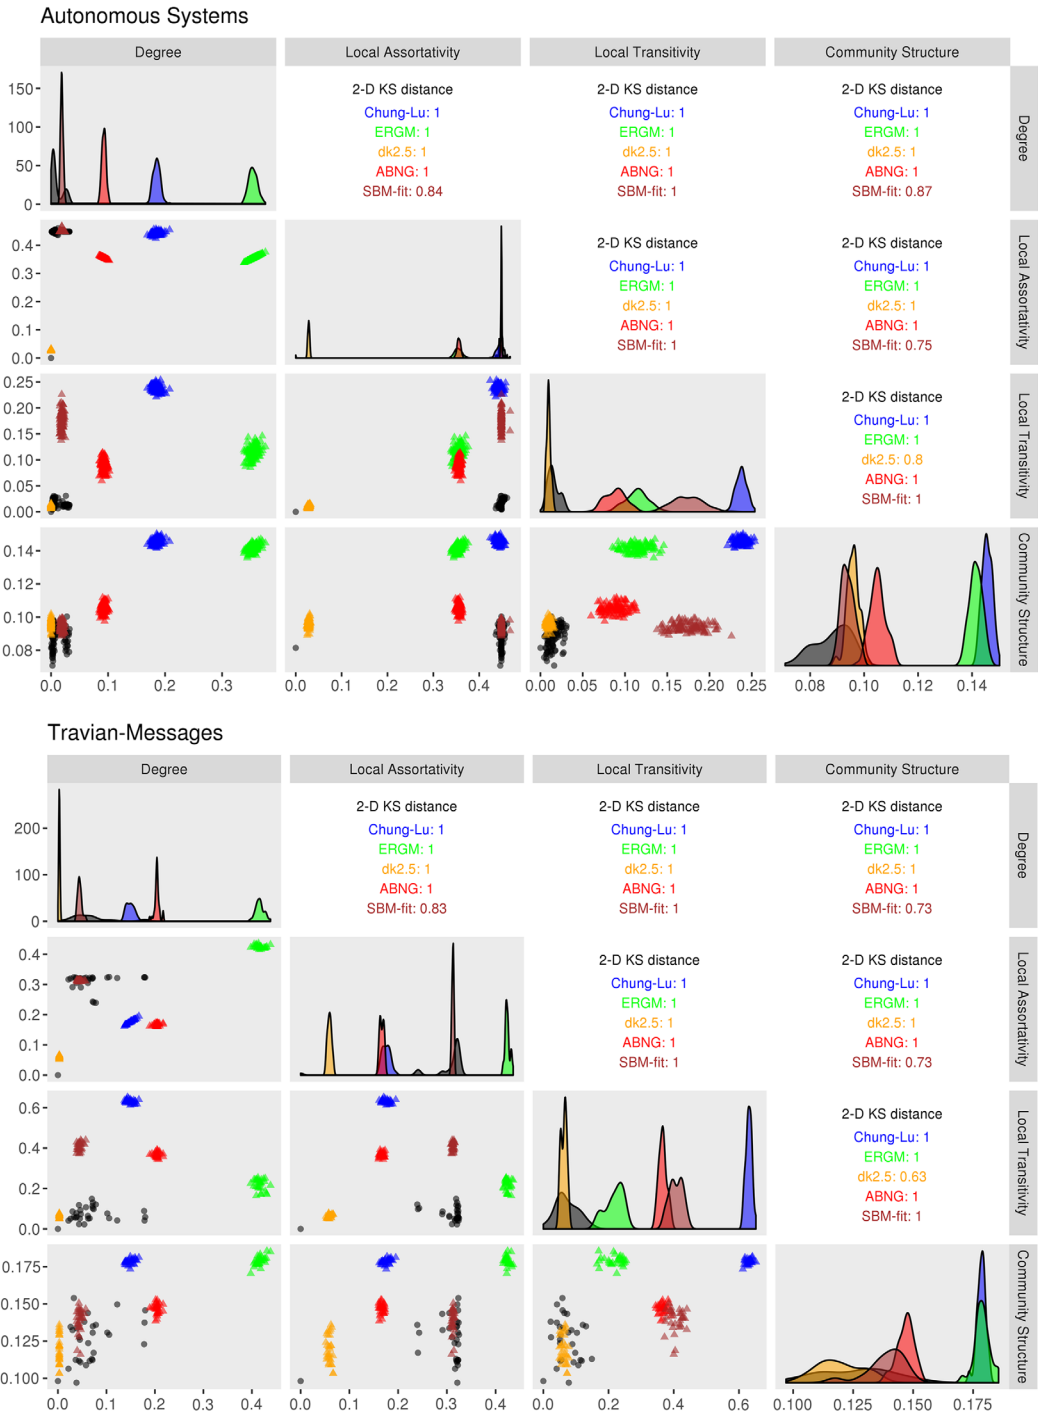 Autonomous Systems
Degree
Local Assortativity
Local Transitivity
Community Structure
150
100
50
0
2-D KS distance
Chung-Lu: 1
ERGM: 1
dk2.5: 1
ABNG: 1
SBM-fit: 0.84
2-D KS distance
Chung-Lu: 1
ERGM: 1
dk2.5: 1
ABNG: 1
SBM-fit: 1
2-D KS distance
Chung-Lu: 1
ERGM: 1
dk2.5: 1
ABNG: 1
SBM-fit: 0.87
Degree
0.4
0.3
0.2
0.1
0.0
2-D KS distance
Chung-Lu: 1
ERGM: 1
dk2.5: 1
ABNG: 1
SBM-fit: 1
2-D KS distance
Chung-Lu: 1
ERGM: 1
dk2.5: 1
ABNG: 1
SBM-fit: 0.75
Local Assortativity
0.25
0.20
0.15
0.10
0.05
0.00
2-D KS distance
Chung-Lu: 1
ERGM: 1
dk2.5: 0.8
ABNG: 1
SBM-fit: 1
Local Transitivity
0.14
0.12
0.10
0.08
Community Structure
0.0 0.1 0.2 0.3
0.0 0.1 0.2 0.3 0.4
0.00 0.05 0.10 0.15 0.20 0.25
0.08 0.10 0.12 0.14
Travian-Messages
Degree
Local Assortativity
Local Transitivity
Community Structure
200
100
0
2-D KS distance
Chung-Lu: 1
ERGM: 1
dk2.5: 1
ABNG: 1
SBM-fit: 0.83
2-D KS distance
Chung-Lu: 1
ERGM: 1
dk2.5: 1
ABNG: 1
SBM-fit: 1
2-D KS distance
Chung-Lu: 1
ERGM: 1
dk2.5: 1
ABNG: 1
SBM-fit: 0.73
Degree
0.4
0.3
0.2
0.1
0.0
2-D KS distance
Chung-Lu: 1
ERGM: 1
dk2.5: 1
ABNG: 1
SBM-fit: 1
2-D KS distance
Chung-Lu: 1
ERGM: 1
dk2.5: 1
ABNG: 1
SBM-fit: 0.73
Local Assortativity
0.6
0.4
0.2
0.0
2-D KS distance
Chung-Lu: 1
ERGM: 1
dk2.5: 0.63
ABNG: 1
SBM-fit: 1
Local Transitivity
0.175
0.150
0.125
0.100
Community Structure
0.0 0.1 0.2 0.3 0.4
0.0 0.1 0.2 0.3 0.4
0.0 0.2 0.4 0.6
0.100 0.125 0.150 0.175